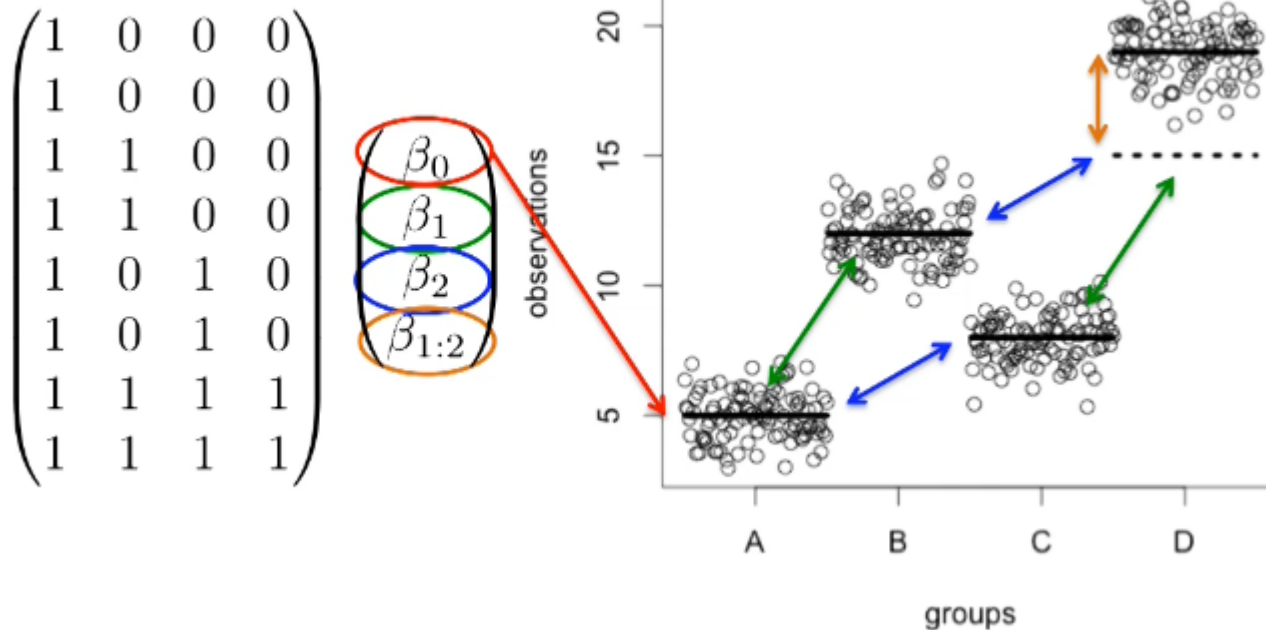 1 0 0 0
1 0 0 0
1 1 0 0
1 1 0 0
1 0 1 0
1 0 1 0
1 1 1 1
1 1 1 1
β₀
β₁
β₂
β₁:₂
observations
20
15
10
5
A B C D
groups